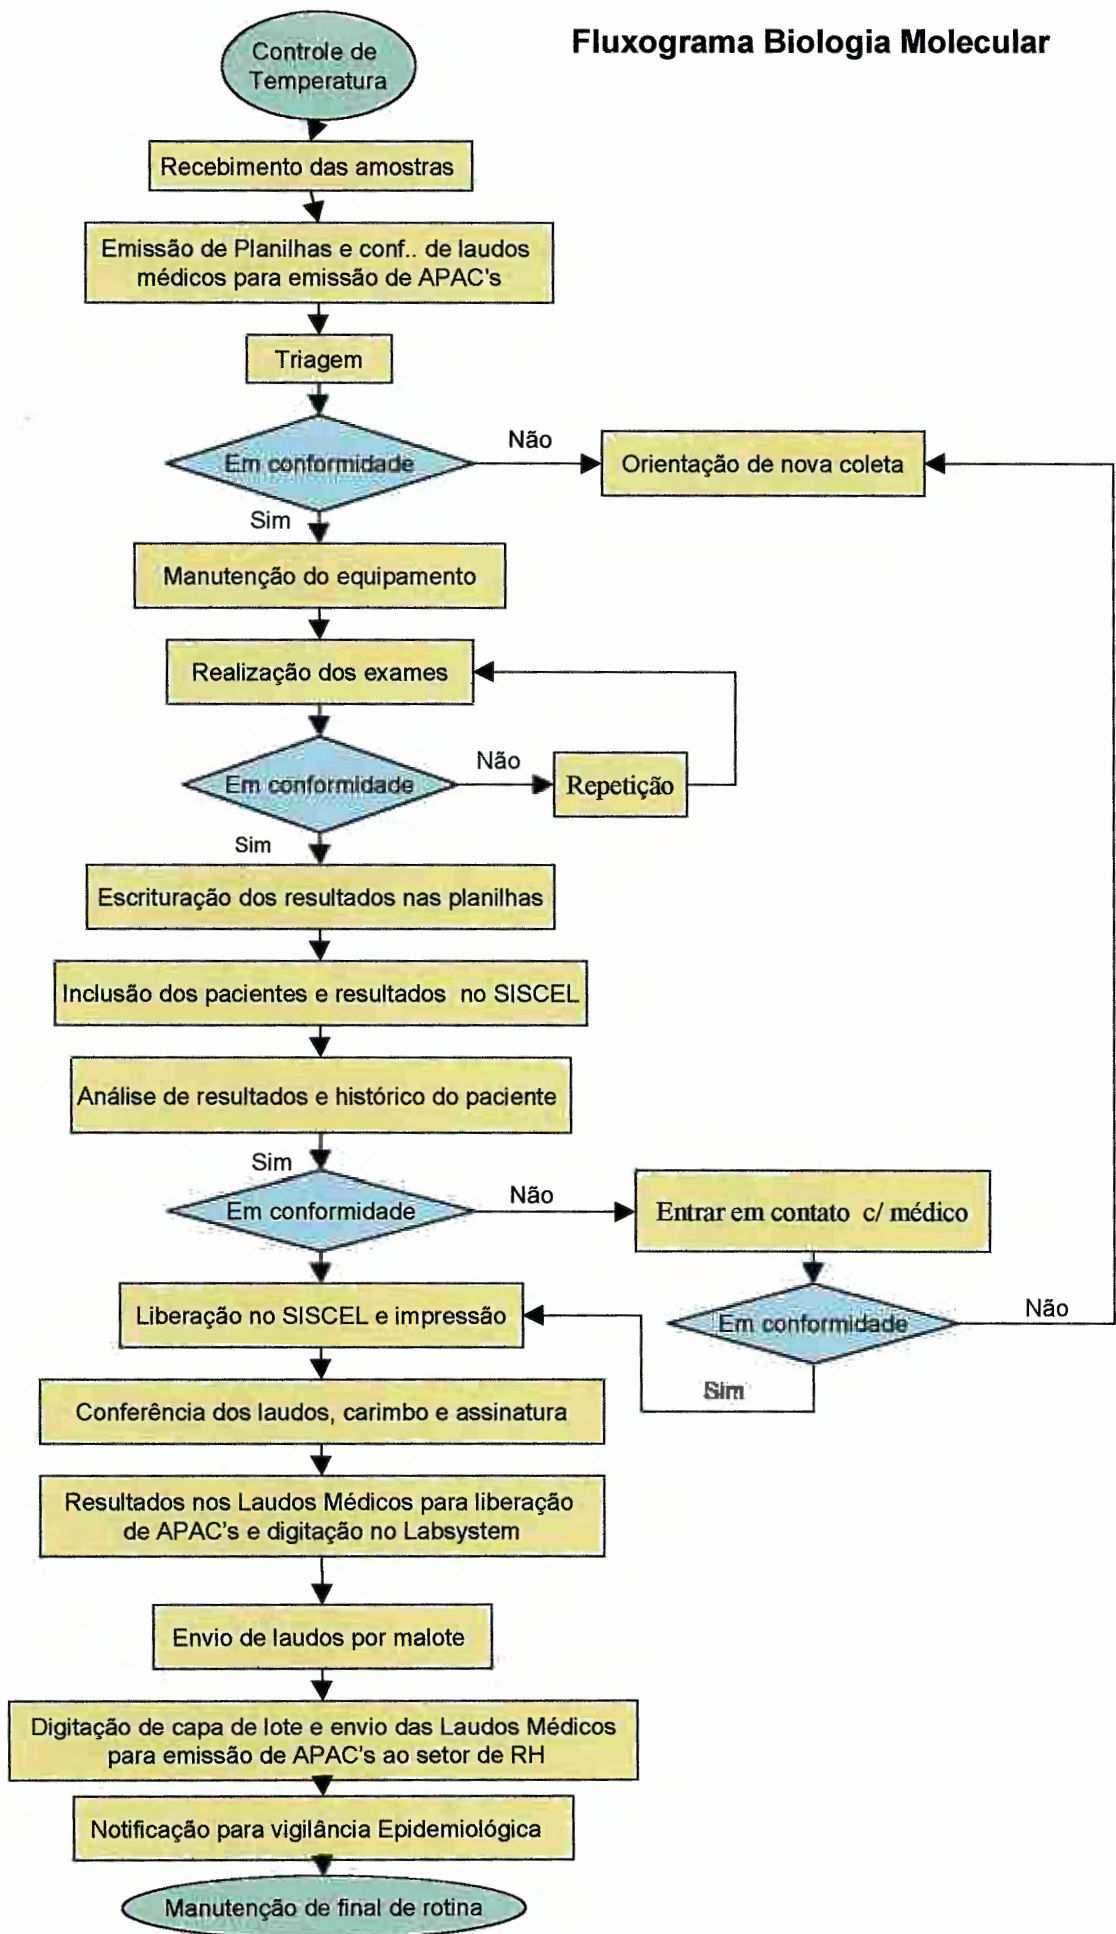 Fluxograma Biologia Molecular
Controle de
Temperatura
Recebimento das amostras
Emissão de Planilhas e conf.. de laudos
médicos para emissão de APAC's
Triagem
Em conformidade
Não
Orientação de nova coleta
Sim
Manutenção do equipamento
Realização dos exames
Em conformidade
Não
Repetição
Sim
Escrituração dos resultados nas planilhas
Inclusão dos pacientes e resultados no SISCEL
Análise de resultados e histórico do paciente
Sim
Em conformidade
Não
Entrar em contato c/ médico
Liberação no SISCEL e impressão
Em conformidade
Não
Sim
Conferência dos laudos, carimbo e assinatura
Resultados nos Laudos Médicos para liberação
de APAC's e digitação no Labsystem
Envio de laudos por malote
Digitação de capa de lote e envio das Laudos Médicos
para emissão de APAC's ao setor de RH
Notificação para vigilância Epidemiológica
Manutenção de final de rotina